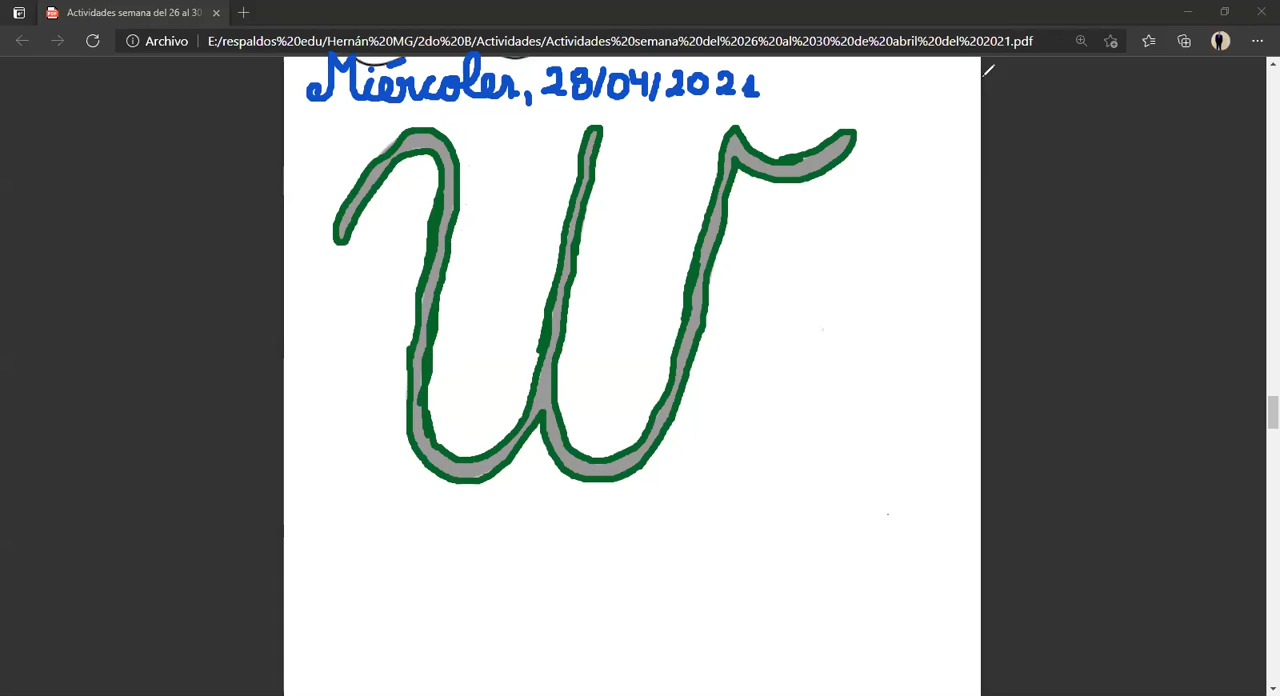 Actividades semana del 26 al 30
Archivo
E:/respaldos%20edu/Hernán%20MG/2do%20B/Actividades/Actividades%20semana%20del%2026%20al%2030%20de%20abril%20del%202021.pdf
Miércoles, 28/04/2021
W